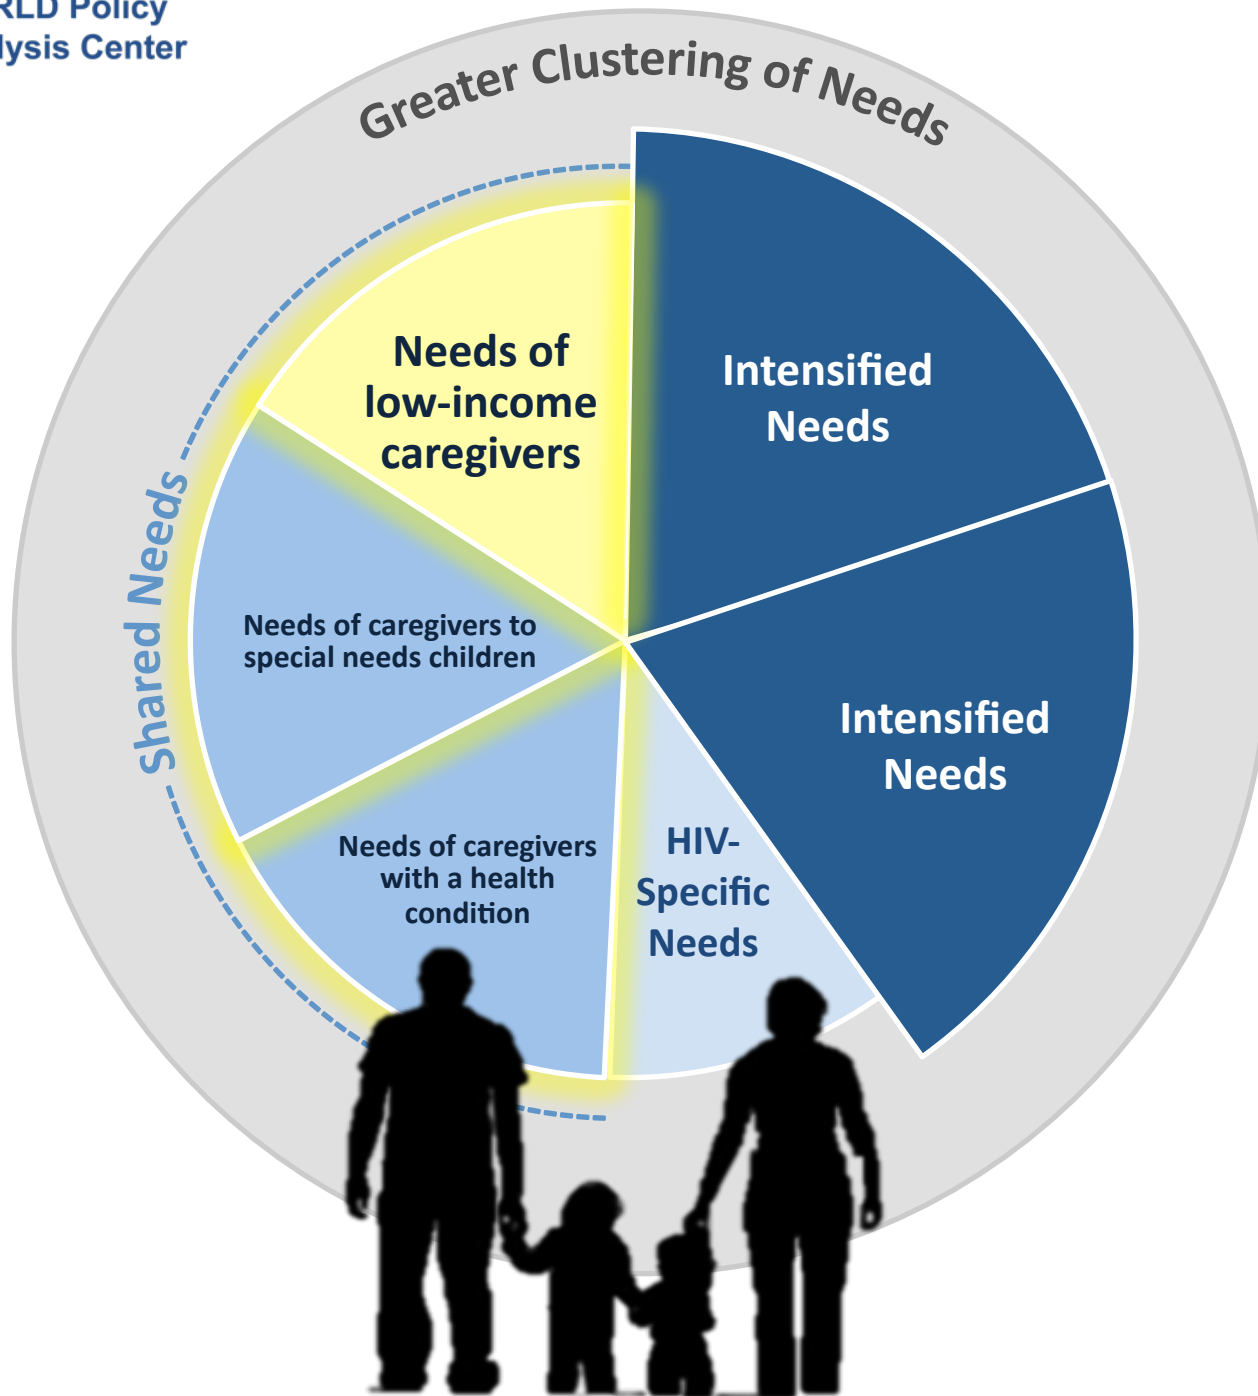 RLD Policy
lysis Center
Greater Clustering of Needs
Needs of
low-income
caregivers
Intensified
Needs
Shared Needs
Needs of caregivers to
special needs children
Intensified
Needs
Needs of caregivers
with a health
condition
HIV-
Specific
Needs